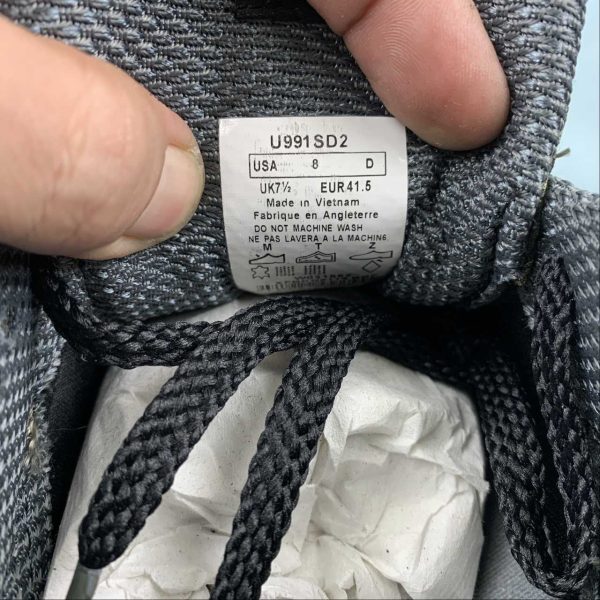 U991SD2
USA 8 D
UK7½ EUR41.5
Made in Vietnam
Fabrique en Angleterre
DO NOT MACHINE WASH
NE PAS LAVERA A LA MACHIN6
M T Z